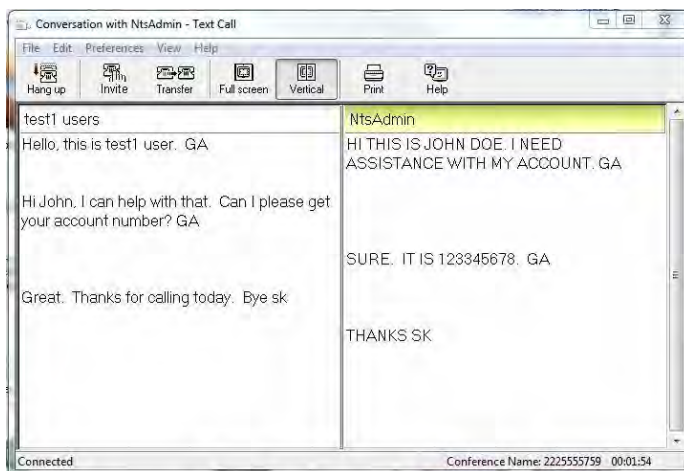 Conversation with NtsAdmin - Text Call
File Edit Preferences View Help
Hang up Invite Transfer Full screen Vertical Print Help
test1 users
Hello, this is test1 user. GA
Hi John, I can help with that. Can I please get
your account number? GA
Great. Thanks for calling today. Bye sk
NtsAdmin
HI THIS IS JOHN DOE. I NEED
ASSISTANCE WITH MY ACCOUNT. GA
SURE. IT IS 123345678. GA
THANKS SK
Connected
Conference Name: 2225555759 00:01:54